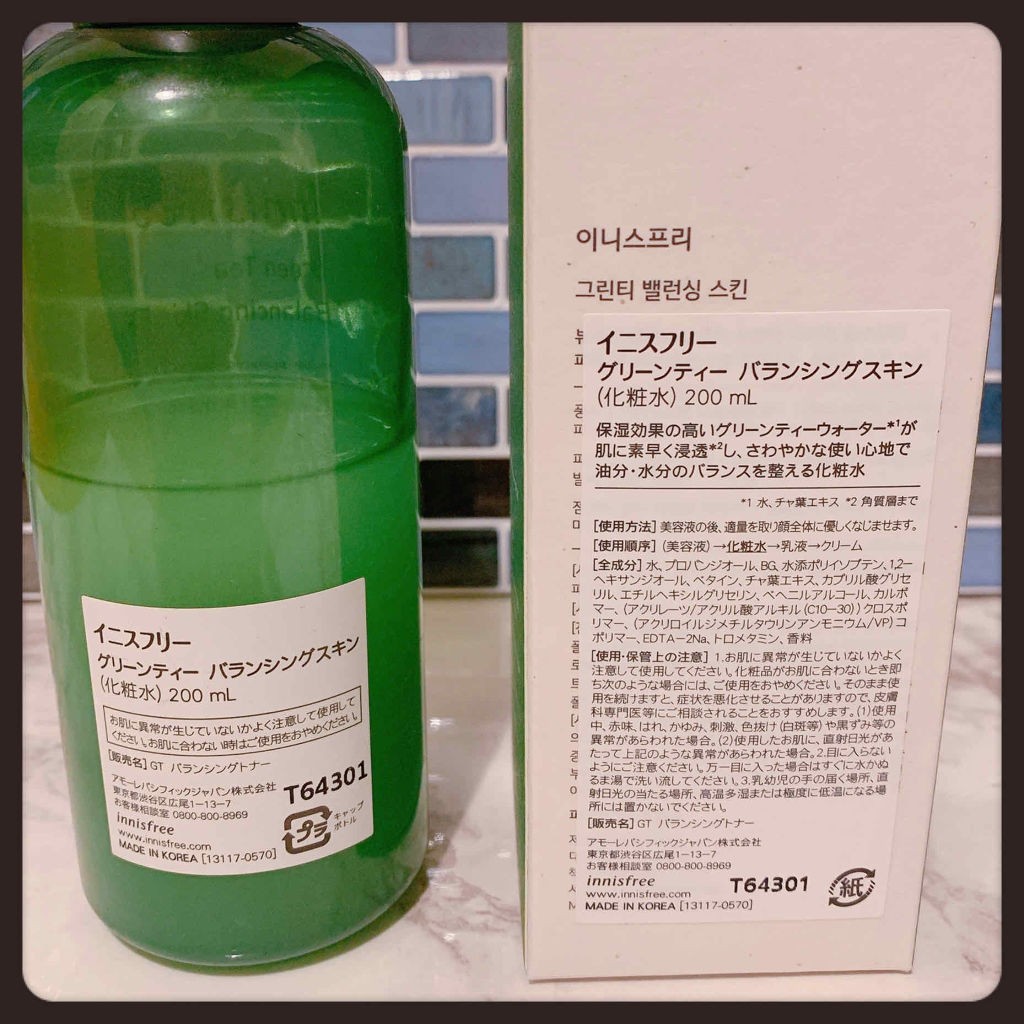 イニスフリー
グリーンティー バランシングスキン
(化粧水) 200 mL
お肌に異常が生じていないかよく注意して使用して
ください。お肌に合わない時はご使用をおやめください。
[販売名] GT バランシングトナー
アモーレパシフィックジャパン株式会社
東京都渋谷区広尾1-13-7
お客様相談室 0800-800-8969
innisfree
www.innisfree.com
MADE IN KOREA [13117-0570]
T64301
プラ
キャップ
ボトル
이니스프리
그린티 밸런싱 스킨
イニスフリー
グリーンティー バランシングスキン
(化粧水) 200 mL
保湿効果の高いグリーンティーウォーター*¹が
肌に素早く浸透*²し、さわやかな使い心地で
油分・水分のバランスを整える化粧水
*1 水、チャ葉エキス *2 角質層まで
[使用方法] 美容液の後、適量を取り顔全体に優しくなじませます。
[使用順序] (美容液)→化粧水→乳液→クリーム
[全成分] 水、プロパンジオール、BG、水添ポリイソブテン、1,2-
ヘキサンジオール、ベタイン、チャ葉エキス、カプリル酸グリセ
リル、エチルヘキシルグリセリン、ベヘニルアルコール、カルボ
マー、(アクリレーツ/アクリル酸アルキル(C10-30))クロスポ
リマー、(アクリロイルジメチルタウリンアンモニウム/VP)コ
ポリマー、EDTA-2Na、トロメタミン、香料
[使用・保管上の注意] 1.お肌に異常が生じていないかよく
注意して使用してください。化粧品がお肌に合わないとき即
ち次のような場合には、ご使用をおやめください。そのまま使
用を続けますと、症状を悪化させることがありますので、皮膚
科専門医等にご相談されることをおすすめします。(1)使用
中、赤味、はれ、かゆみ、刺激、色抜け(白斑等)や黒ずみ等の
異常があらわれた場合。(2)使用したお肌に、直射日光があ
たって上記のような異常があらわれた場合。2.目に入らない
ようにご注意ください。万一目に入った場合はすぐに水かぬ
るま湯で洗い流してください。3.乳幼児の手の届く場所、直
射日光の当たる場所、高温多湿または極度に低温になる場
所には置かないでください。
[販売名] GT バランシングトナー
アモーレパシフィックジャパン株式会社
東京都渋谷区広尾1-13-7
お客様相談室 0800-800-8969
innisfree
www.innisfree.com
MADE IN KOREA [13117-0570]
T64301
紙